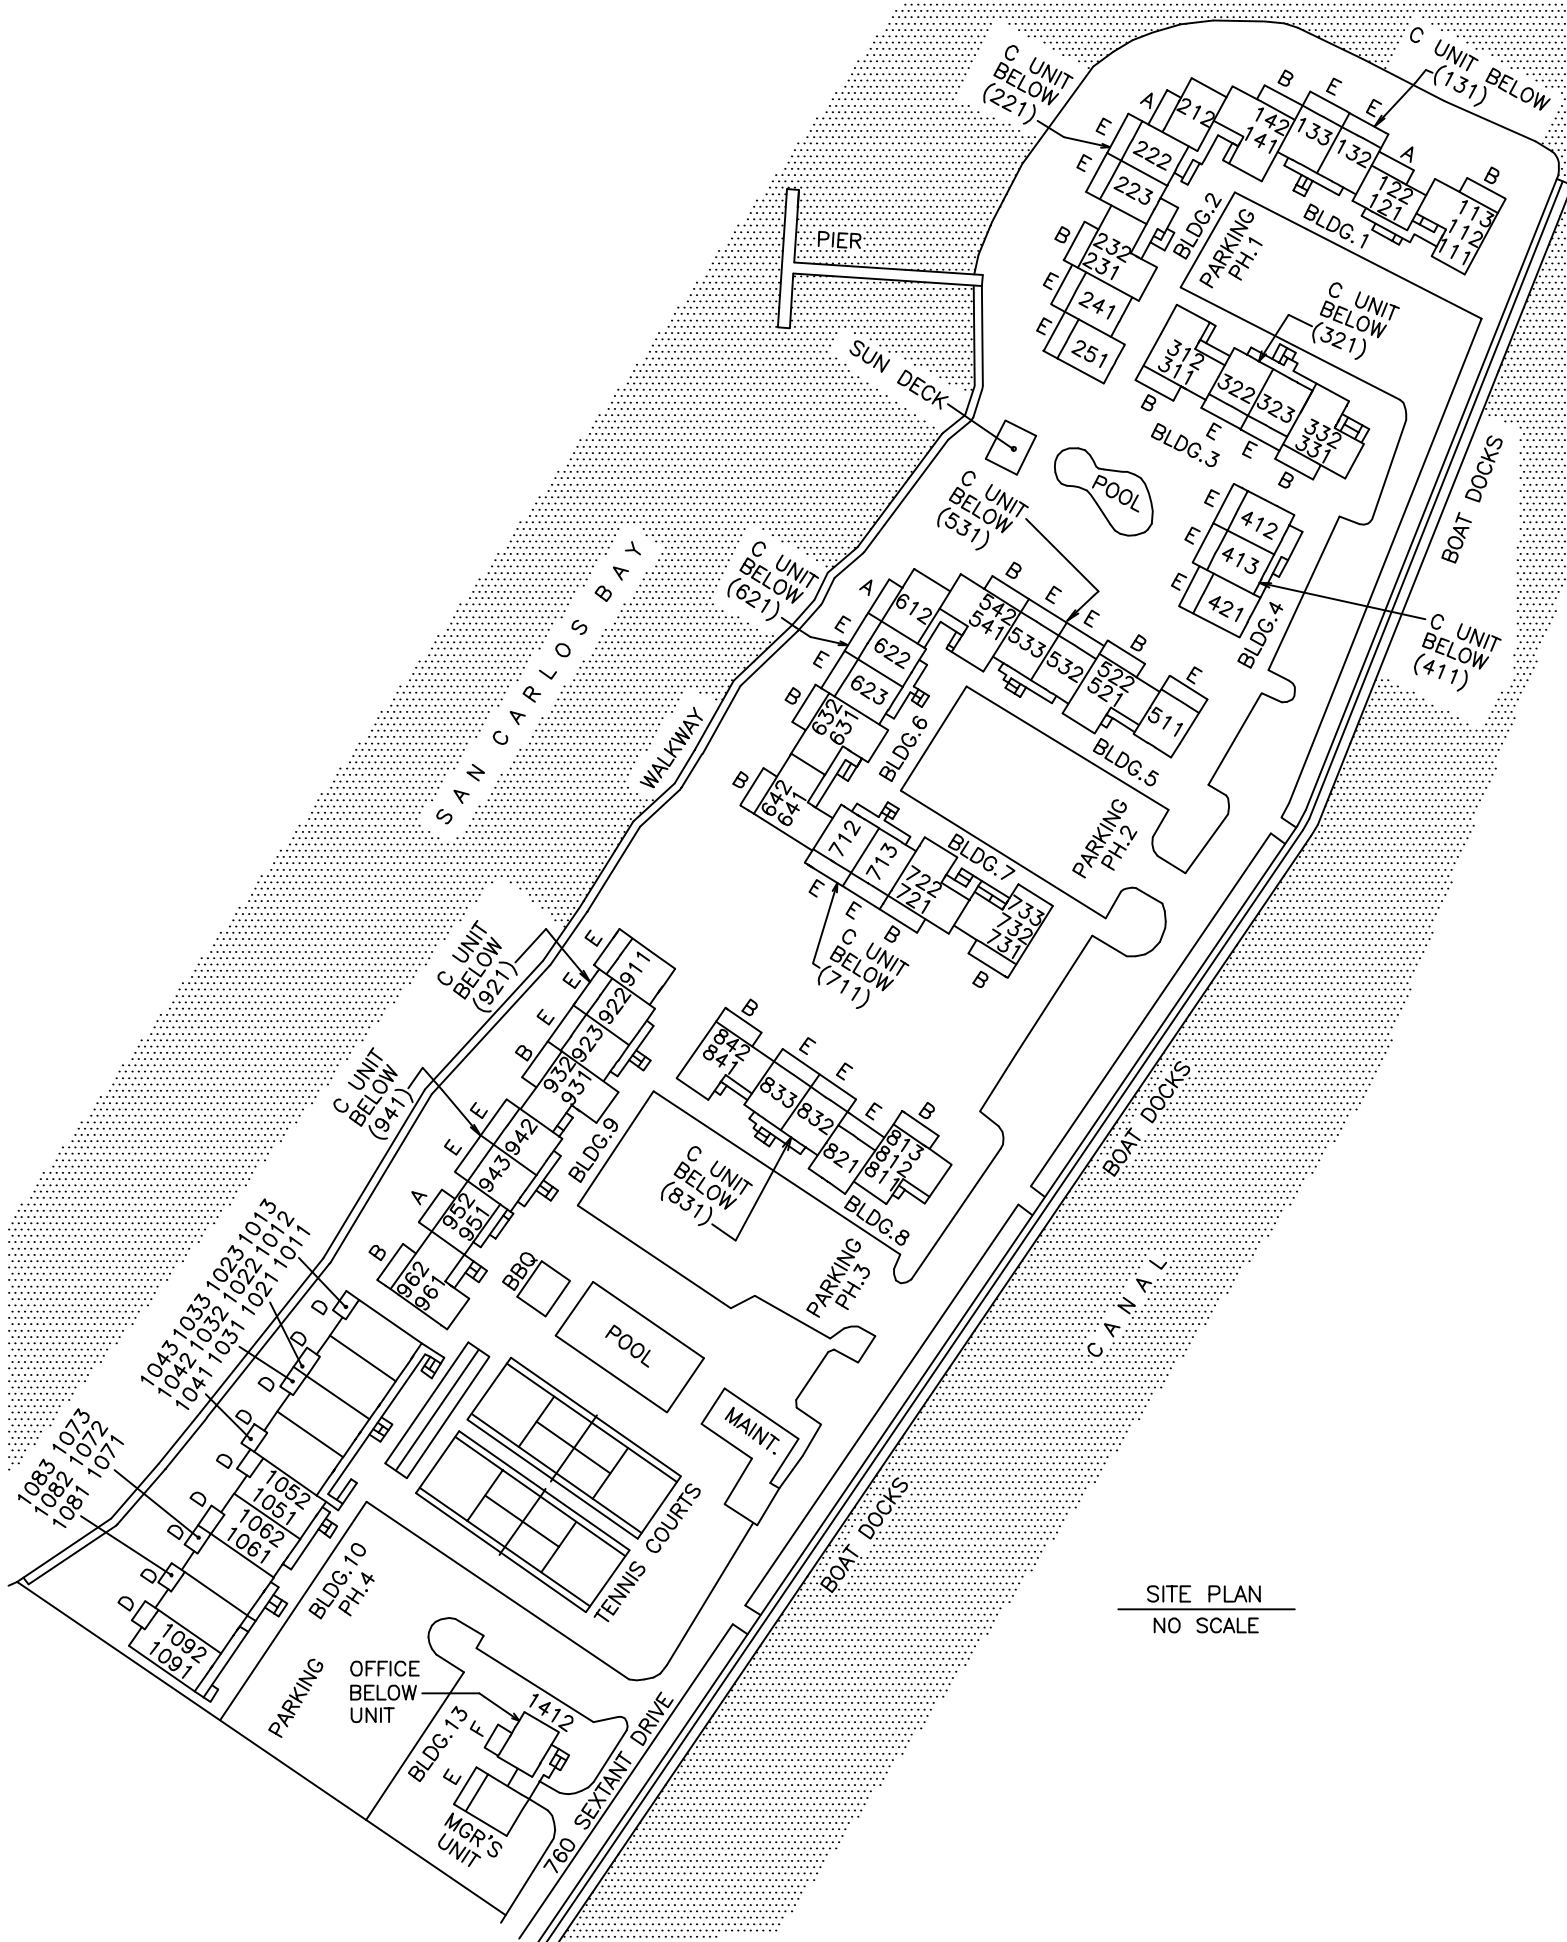 C UNIT
BELOW
(221)
C UNIT BELOW
(131)
A
212
B
142
141
E
133
E
132
A
122
121
B
113
112
111
BLDG.1
E
222
E
223
BLDG.2
B
232
231
E
241
E
251
PARKING
PH.1
PIER
SUN DECK
C UNIT
BELOW
(321)
312
311
B
322
E
323
E
332
331
B
BLDG.3
POOL
BOAT DOCKS
E
412
E
413
E
421
BLDG.4
C UNIT
BELOW
(411)
C UNIT
BELOW
(531)
B
542
541
E
533
E
532
B
522
521
E
511
BLDG.5
C UNIT
BELOW
(621)
A
612
E
622
E
623
B
632
631
BLDG.6
B
642
641
SAN CARLOS BAY
WALKWAY
PARKING
PH.2
712
E
713
E
722
721
B
BLDG.7
733
732
731
B
C UNIT
BELOW
(711)
C UNIT
BELOW
(921)
E
911
E
922
E
923
B
932
931
C UNIT
BELOW
(941)
E
942
E
943
BLDG.9
A
952
951
B
962
961
B
842
841
E
833
E
832
E
821
B
813
812
811
BLDG.8
C UNIT
BELOW
(831)
PARKING
PH.3
BOAT DOCKS
CANAL
BBQ
POOL
MAINT.
TENNIS COURTS
1043 1033 1023 1013
1042 1032 1022 1012
1041 1031 1021 1011
D
D
D
D
D
1052
1051
1083 1073
1082 1072
1081 1071
D
1062
1061
D
D
D
1092
1091
BLDG.10
PH.4
PARKING
BOAT DOCKS
OFFICE
BELOW
UNIT
1412
F
BLDG.13
E
MGR'S
UNIT
760 SEXTANT DRIVE
SITE PLAN
NO SCALE